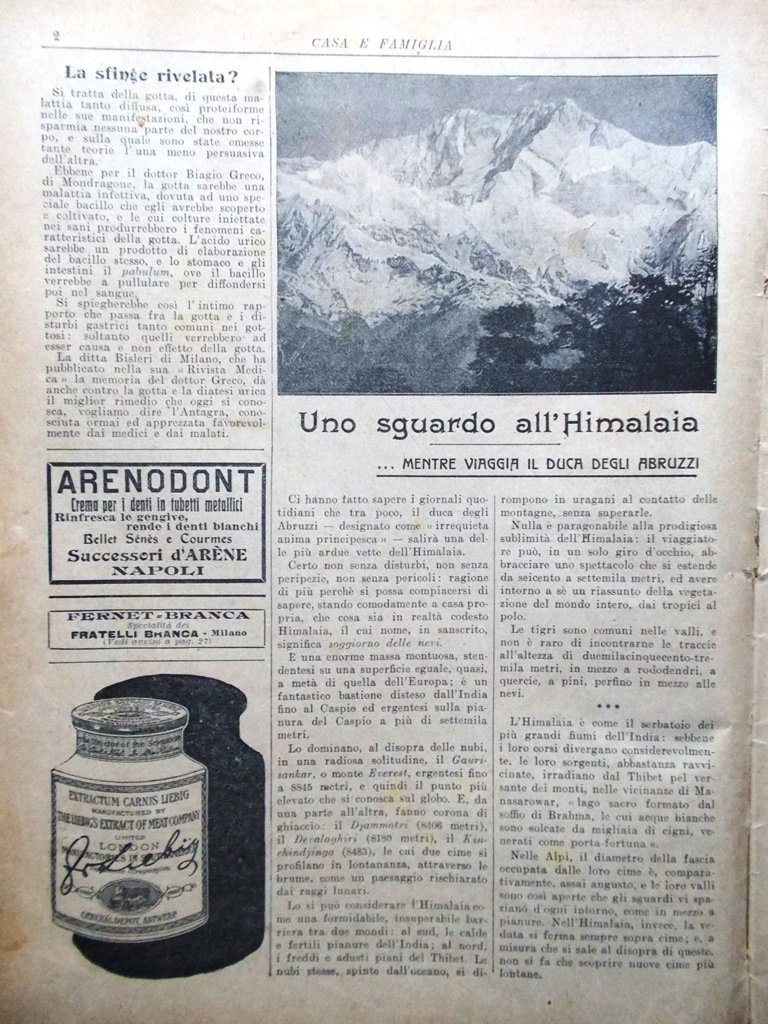 2
CASA E FAMIGLIA
La sfinge rivelata?
Si tratta della gotta, di questa ma-
lattia tanto diffusa, così proteiforme
nelle sue manifestazioni, che non ri-
sparmia nessuna parte del nostro cor-
po, e sulla quale sono state emesse
tante teorie l'una meno persuasiva
dell'altra.
Ebbene per il dottor Biagio Greco,
di Mondragone, la gotta sarebbe una
malattia infettiva, dovuta ad uno spe-
ciale bacillo che egli avrebbe scoperto
e coltivato, e le cui colture iniettate
nei sani produrrebbero i fenomeni ca-
ratteristici della gotta. L'acido urico
sarebbe un prodotto di elaborazione
del bacillo stesso, e lo stomaco e gli
intestini il pabulum, ove il bacillo
verrebbe a pullulare per diffondersi
poi nel sangue.
Si spiegherebbe così l'intimo rap-
porto che passa fra la gotta e i di-
sturbi gastrici tanto comuni nei got-
tosi: soltanto quelli verrebbero ad
esser causa e non effetto della gotta.
La ditta Bisleri di Milano, che ha
pubblicato nella sua «Rivista Medi-
ca» la memoria del dottor Greco, dà
anche contro la gotta e la diatesi urica
il miglior rimedio che oggi si cono-
sca, vogliamo dire l'Antagra, cono-
sciuta ormai ed apprezzata favorevol-
mente dai medici e dai malati.
ARENODONT
Crema per i denti in tubetti metallici
Rinfresca le gengive,
rende i denti bianchi
Bellet Sénès e Courmes
Successori d'ARÈNE
NAPOLI
FERNET-BRANCA
Specialità dei
FRATELLI BRANCA - Milano
(Vedi avviso a pag. 27)
EXTRACTUM CARNIS LIEBIG
MANUFACTURED BY
THE LIEBIG'S EXTRACT OF MEAT COMPANY
LIMITED
LONDON
J. v. Liebig
GENERAL DEPOT, ANTWERP
Uno sguardo all'Himalaia
... MENTRE VIAGGIA IL DUCA DEGLI ABRUZZI
Ci hanno fatto sapere i giornali quo-
tidiani che tra poco, il duca degli
Abruzzi — designato come «irrequieta
anima principesca» — salirà una del-
le più ardue vette dell'Himalaia.
Certo non senza disturbi, non senza
peripezie, non senza pericoli: ragione
di più perchè si possa compiacersi di
sapere, stando comodamente a casa pro-
pria, che cosa sia in realtà codesto
Himalaia, il cui nome, in sanscrito,
significa soggiorno delle nevi.
È una enorme massa montuosa, sten-
dentesi su una superficie eguale, quasi,
a metà di quella dell'Europa; è un
fantastico bastione disteso dall'India
fino al Caspio ed ergentesi sulla pia-
nura del Caspio a più di settemila
metri.
Lo dominano, al disopra delle nubi,
in una radiosa solitudine, il Gauri-
sankar, o monte Everest, ergentesi fino
a 8845 metri, e quindi il punto più
elevato che si conosca sul globo. E, da
una parte all'altra, fanno corona di
ghiaccio: il Djammotri (8406 metri),
il Devalaghiri (8180 metri), il Kin-
chindjinga (8485), le cui due cime si
profilano in lontananza, attraverso le
brume, come un paesaggio rischiarato
dai raggi lunari.
Lo si può considerare l'Himalaia co-
me una formidabile, insuperabile bar-
riera tra due mondi: al sud, le calde
e fertili pianure dell'India; al nord,
i freddi e adusti piani del Thibet. Le
nubi stesse, spinte dall'oceano, si di-
rompono in uragani al contatto delle
montagne, senza superarle.
Nulla è paragonabile alla prodigiosa
sublimità dell'Himalaia: il viaggiato-
re può, in un solo giro d'occhio, ab-
bracciare uno spettacolo che si estende
da seicento a settemila metri, ed avere
intorno a sè un riassunto della vegeta-
zione del mondo intero, dai tropici al
polo.
Le tigri sono comuni nelle valli, e
non è raro di incontrarne le traccie
all'altezza di duemilacinquecento-tre-
mila metri, in mezzo a rododendri, a
quercie, a pini, perfino in mezzo alle
nevi.
***
L'Himalaia è come il serbatoio dei
più grandi fiumi dell'India: sebbene
i loro corsi divergano considerevolmen-
te, le loro sorgenti, abbastanza ravvi-
cinate, irradiano dal Thibet pel ver-
sante dei monti, nelle vicinanze di Ma-
nasarowar, «lago sacro formato dal
soffio di Brahma, le cui acque bianche
sono solcate da migliaia di cigni, ve-
nerati come porta-fortuna».
Nelle Alpi, il diametro della fascia
occupata dalle loro cime è, compara-
tivamente, assai angusto, e le loro valli
sono così aperte che gli sguardi vi spa-
ziano d'ogni intorno, come in mezzo a
pianure. Nell'Himalaia, invece, la ve-
duta si ferma sempre sopra cime; e, a
misura che si sale al disopra di queste,
non si fa che scoprire nuove cime più
lontane.